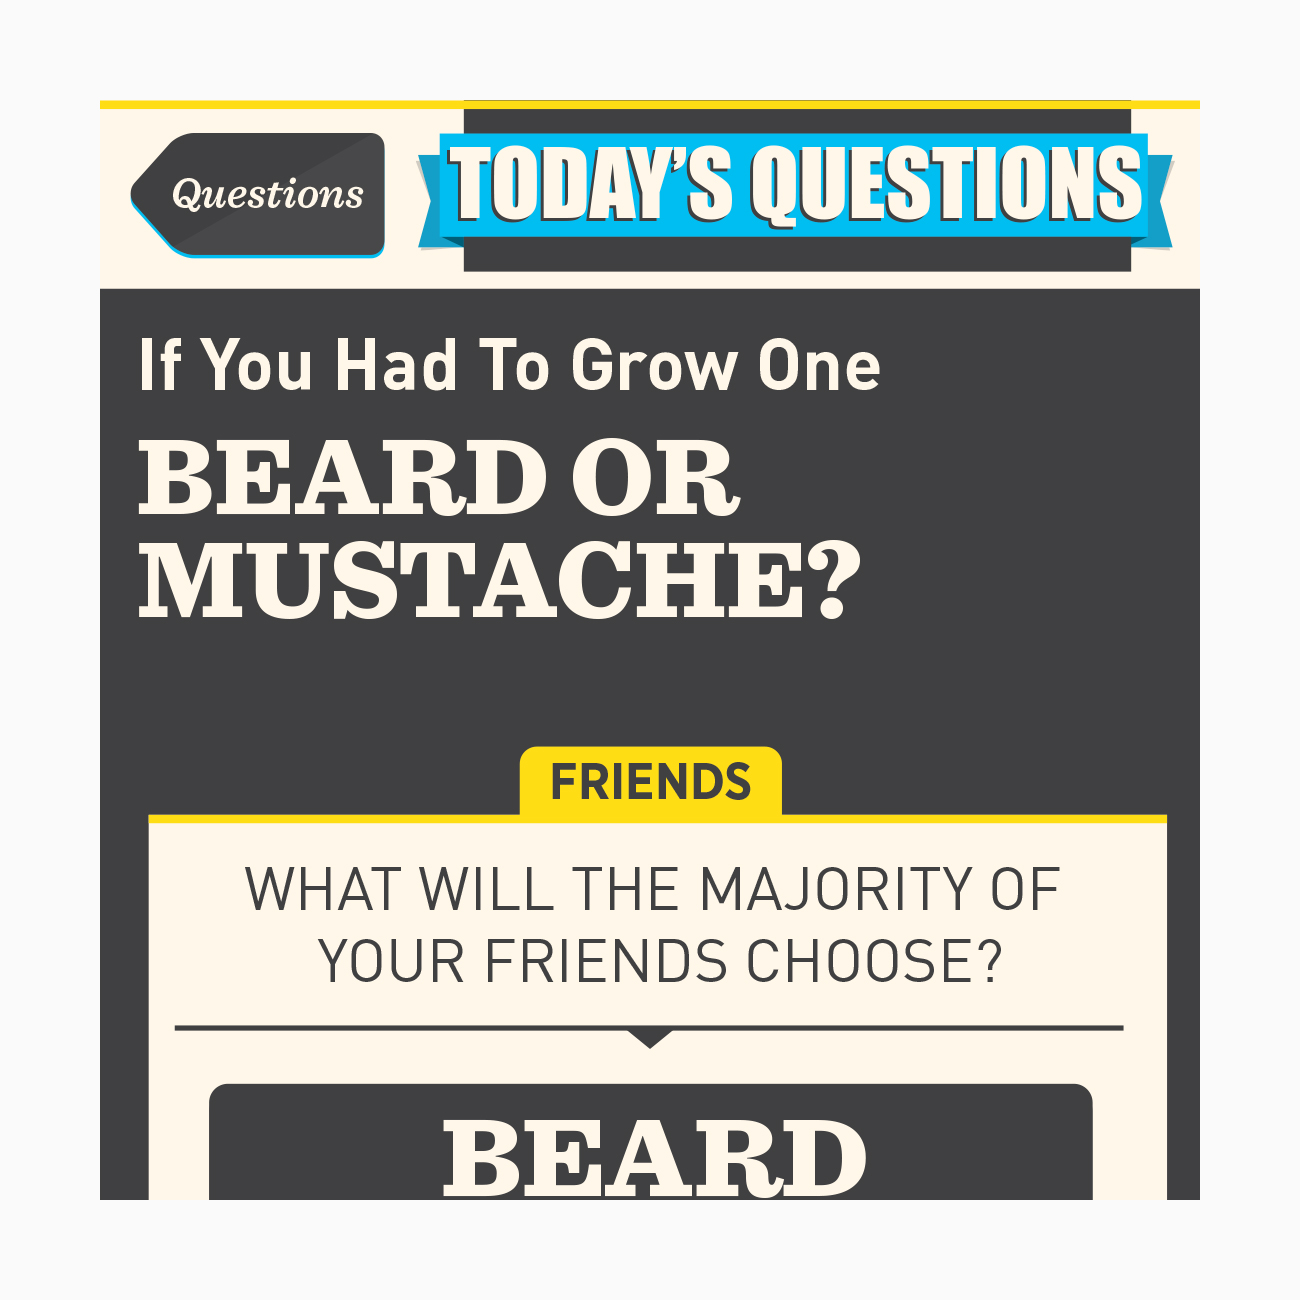 Questions
TODAY'S QUESTIONS
If You Had To Grow One
BEARD OR
MUSTACHE?
FRIENDS
WHAT WILL THE MAJORITY OF
YOUR FRIENDS CHOOSE?
BEARD